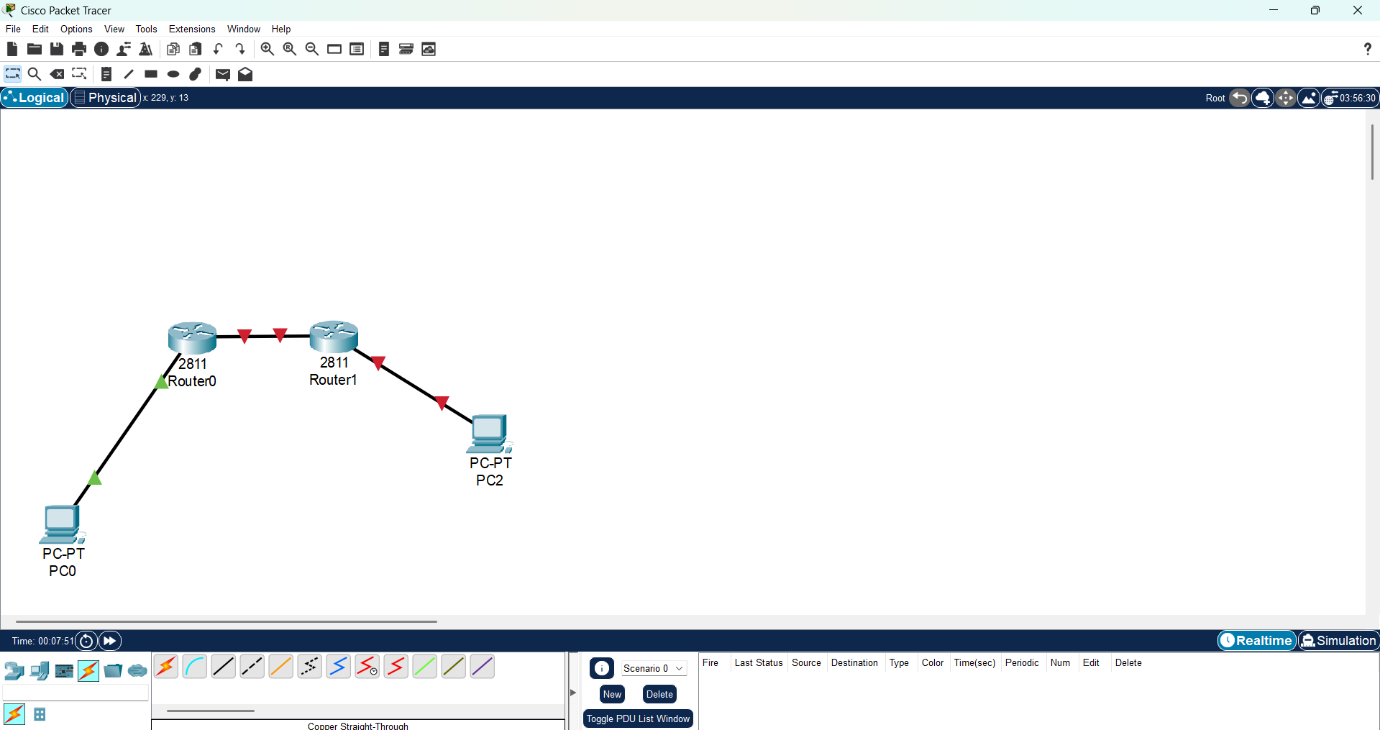 Cisco Packet Tracer
File Edit Options View Tools Extensions Window Help
?
Logical Physical x: 229, y: 13 Root 03:56:30
2811
Router0
2811
Router1
PC-PT
PC2
PC-PT
PC0
Time: 00:07:51 Realtime Simulation
Scenario 0
New Delete
Toggle PDU List Window
Fire Last Status Source Destination Type Color Time(sec) Periodic Num Edit Delete
Copper Straight-Through